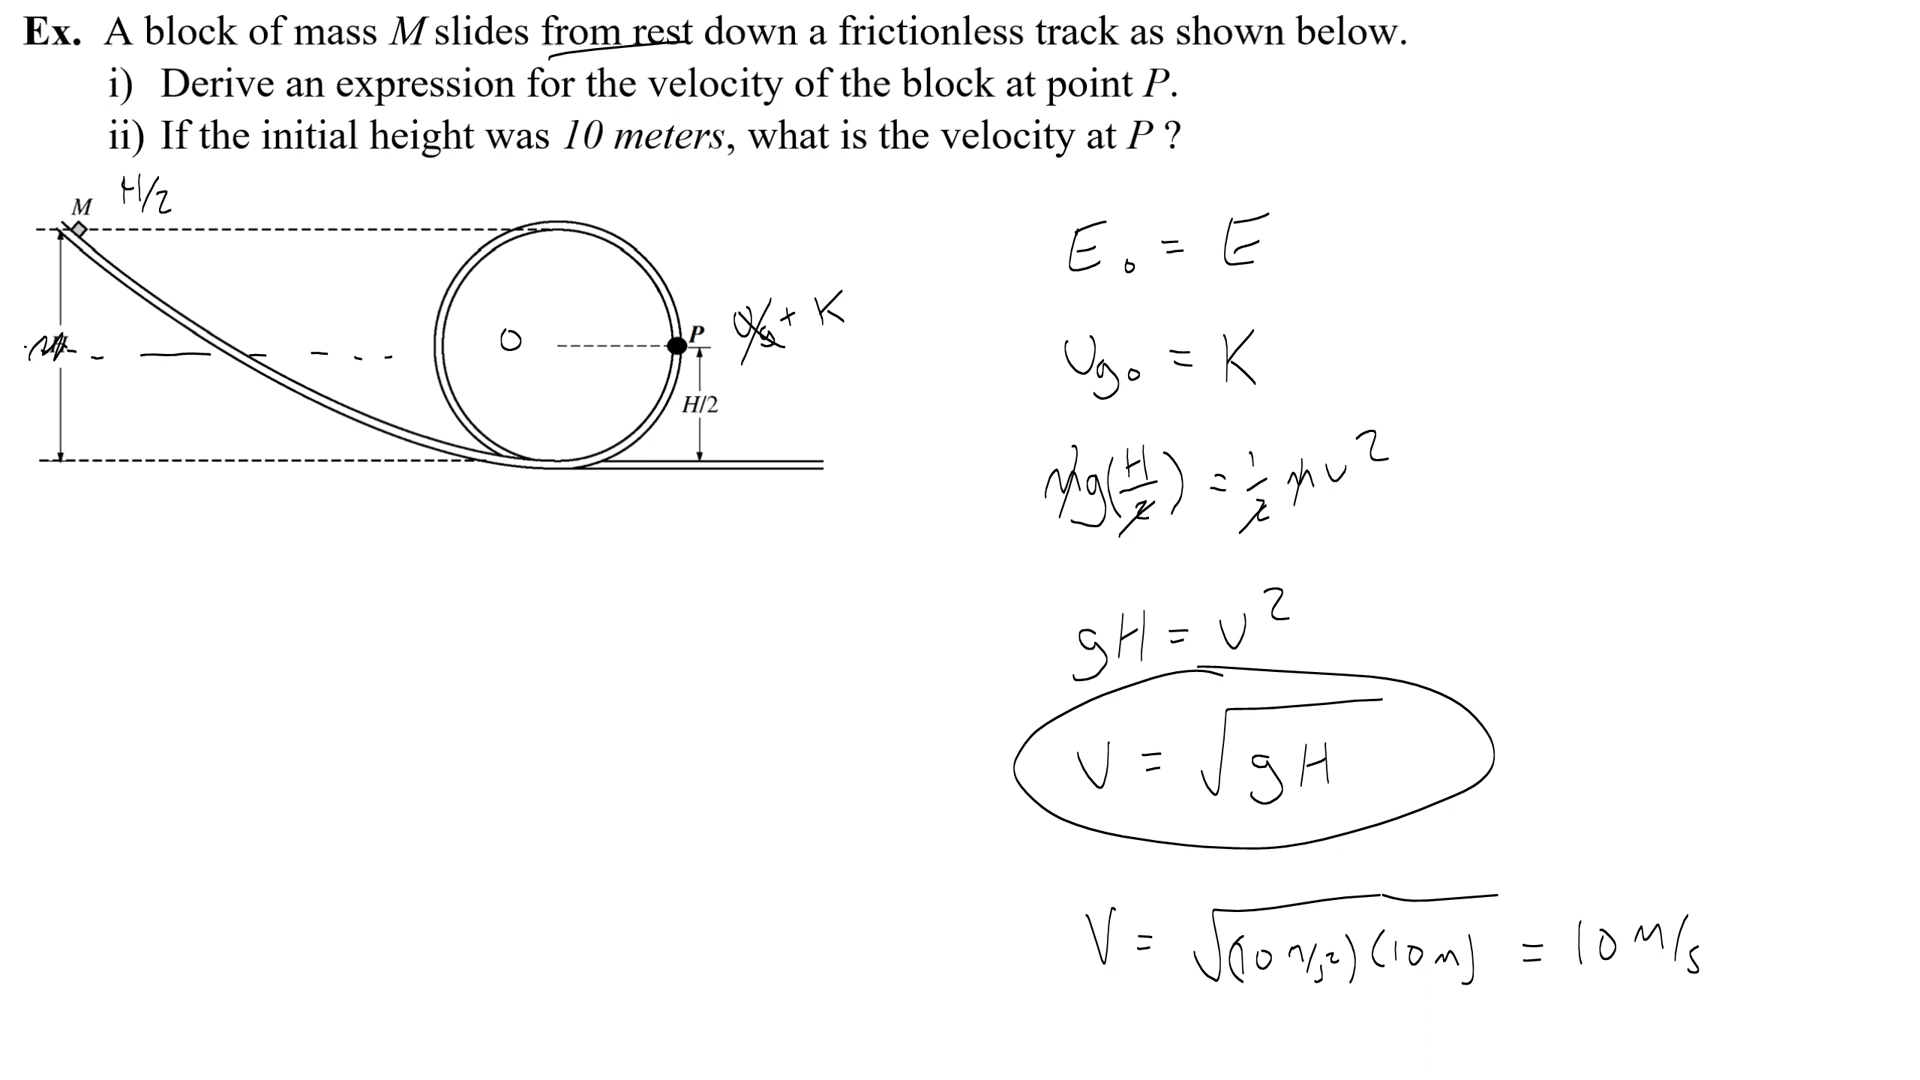 Ex. A block of mass M slides from rest down a frictionless track as shown below.
i) Derive an expression for the velocity of the block at point P.
ii) If the initial height was 10 meters, what is the velocity at P ?
M H/2
E₀ = E
O
P
+ K
H/2
Ug₀ = K
Mg(H/2) = 1/2 mv²
gH = v²
v = √gH
V = √(10 m/s²)(10m) = 10 m/s